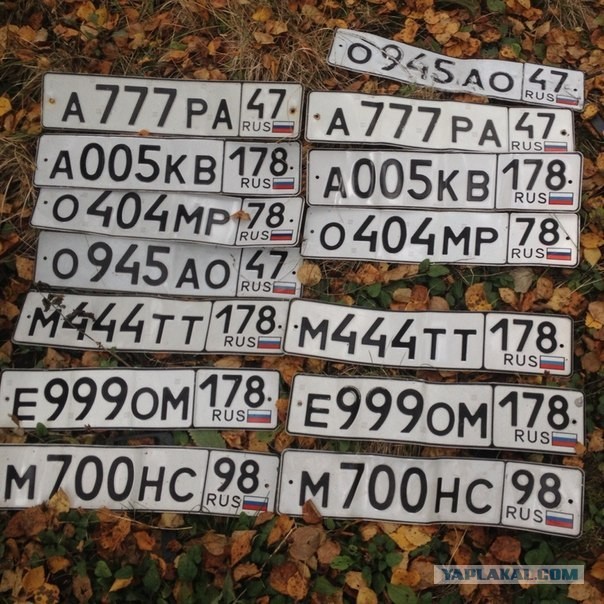 О945АО 47 RUS
А777РА 47 RUS
А777РА 47 RUS
А005КВ 178 RUS
А005КВ 178 RUS
О404МР 78 RUS
О404МР 78 RUS
О945АО 47 RUS
М444ТТ 178 RUS
М444ТТ 178 RUS
Е999ОМ 178 RUS
Е999ОМ 178 RUS
М700НС 98 RUS
М700НС 98 RUS
YAPLAKAL.COM